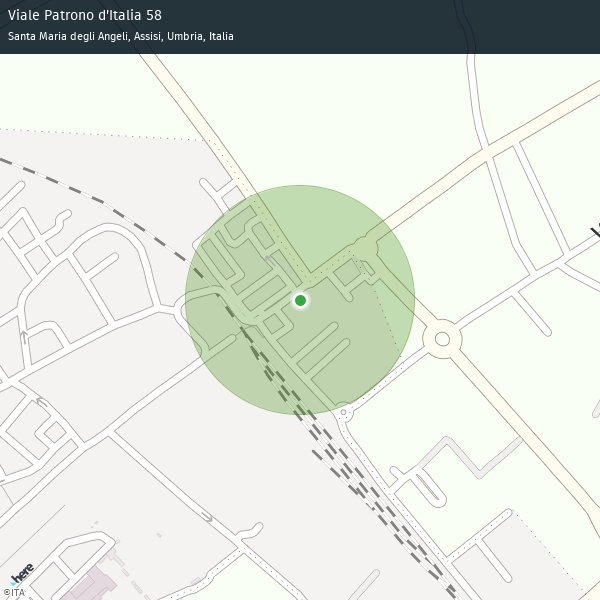 Viale Patrono d'Italia 58
Santa Maria degli Angeli, Assisi, Umbria, Italia
here
©ITA